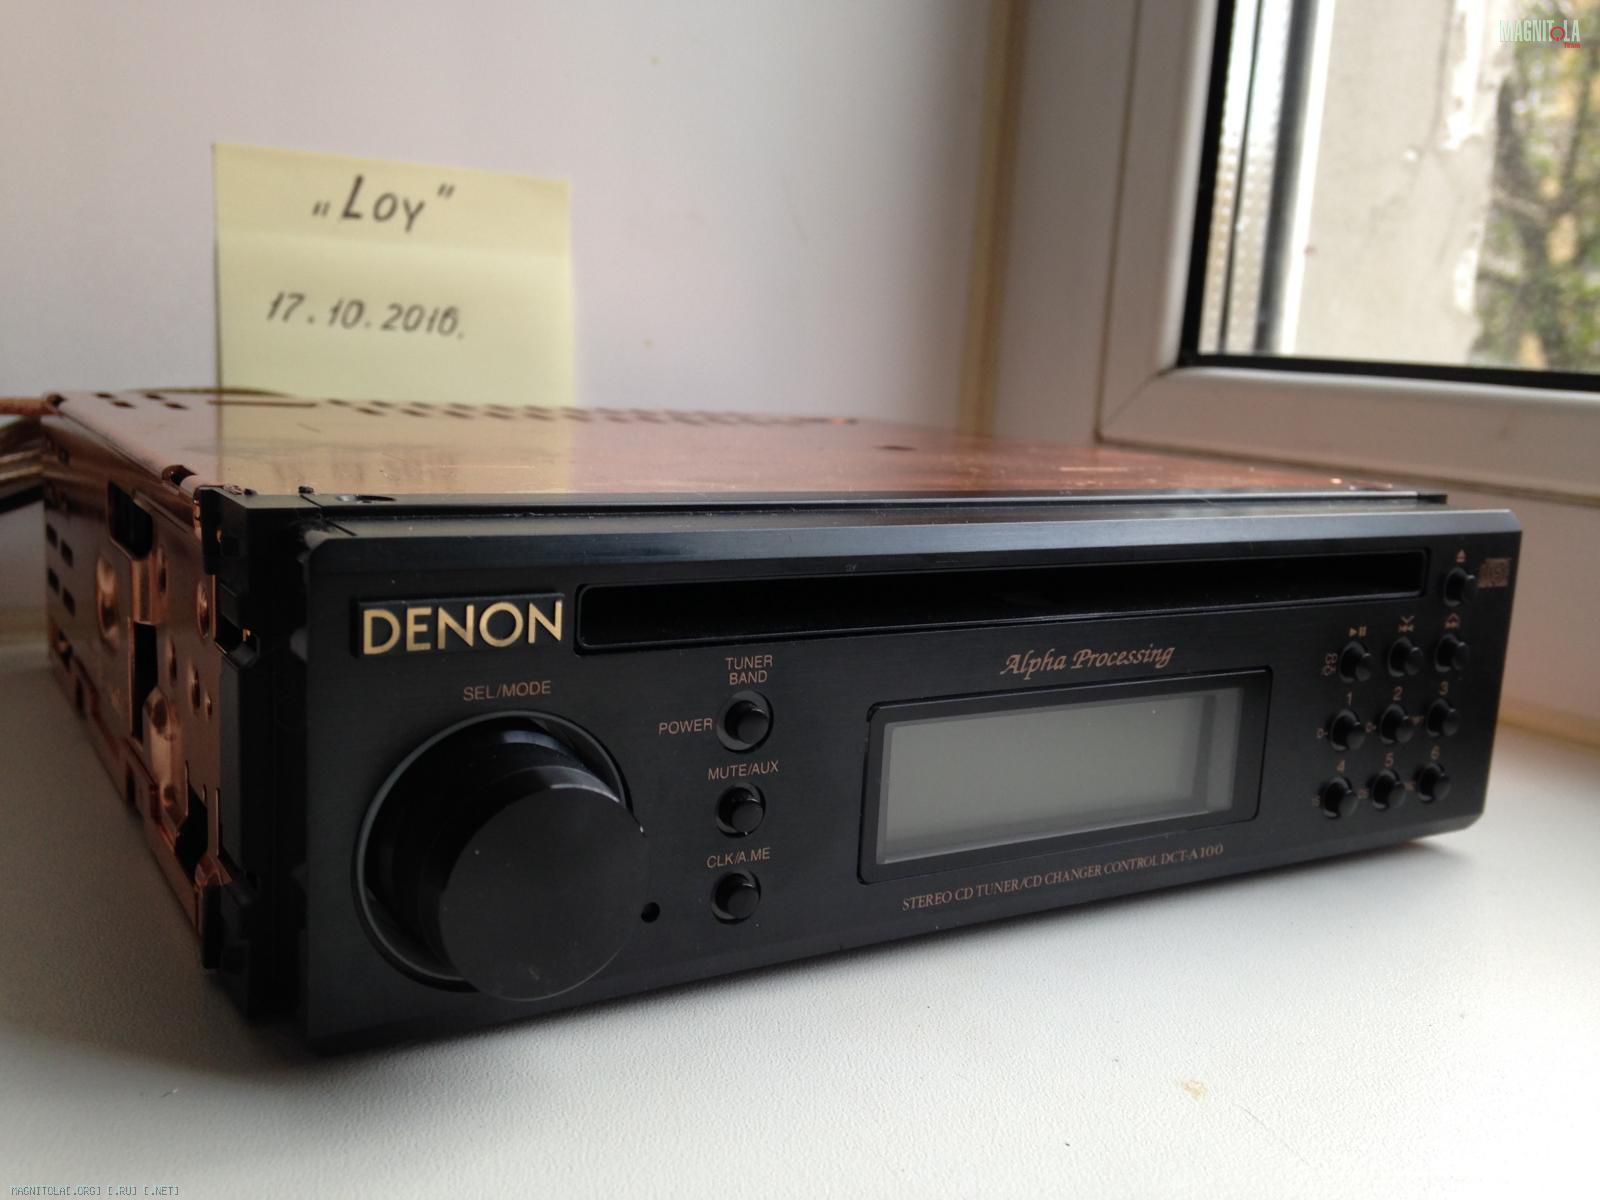 MAGNITOLA
Team
„Loy"
17.10.2016.
DENON
SEL/MODE
TUNER
BAND
POWER
MUTE/AUX
CLK/A.ME
Alpha Processing
STEREO CD TUNER/CD CHANGER CONTROL DCT-A100
1 2 3
4 5 6
MAGNITOLA[.ORG] [.RU] [.NET]